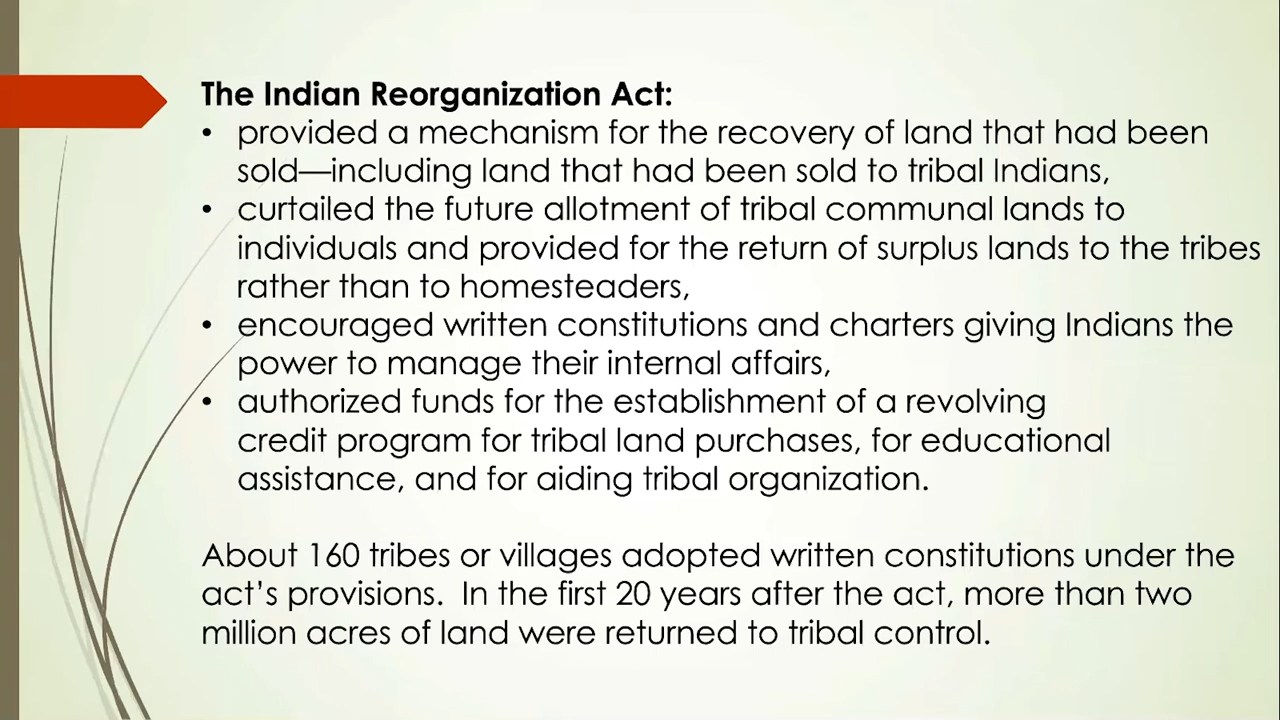 The Indian Reorganization Act:
• provided a mechanism for the recovery of land that had been
sold—including land that had been sold to tribal Indians,
• curtailed the future allotment of tribal communal lands to
individuals and provided for the return of surplus lands to the tribes
rather than to homesteaders,
• encouraged written constitutions and charters giving Indians the
power to manage their internal affairs,
• authorized funds for the establishment of a revolving
credit program for tribal land purchases, for educational
assistance, and for aiding tribal organization.
About 160 tribes or villages adopted written constitutions under the
act’s provisions.  In the first 20 years after the act, more than two
million acres of land were returned to tribal control.